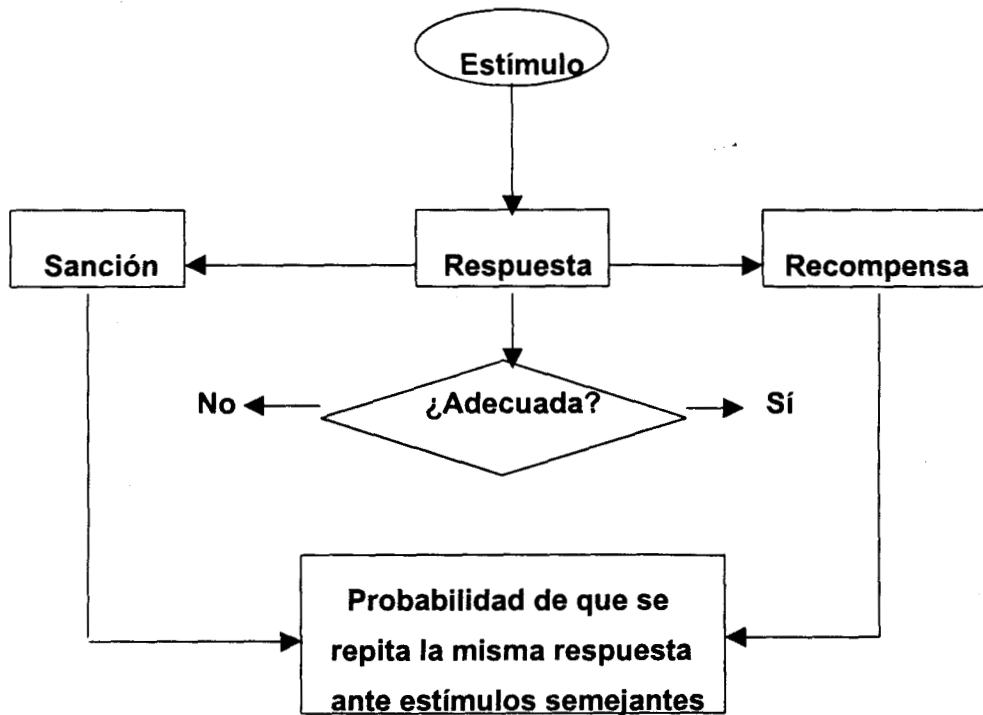 Estímulo
Sanción
Respuesta
Recompensa
No
¿Adecuada?
Sí
Probabilidad de que se
repita la misma respuesta
ante estímulos semejantes